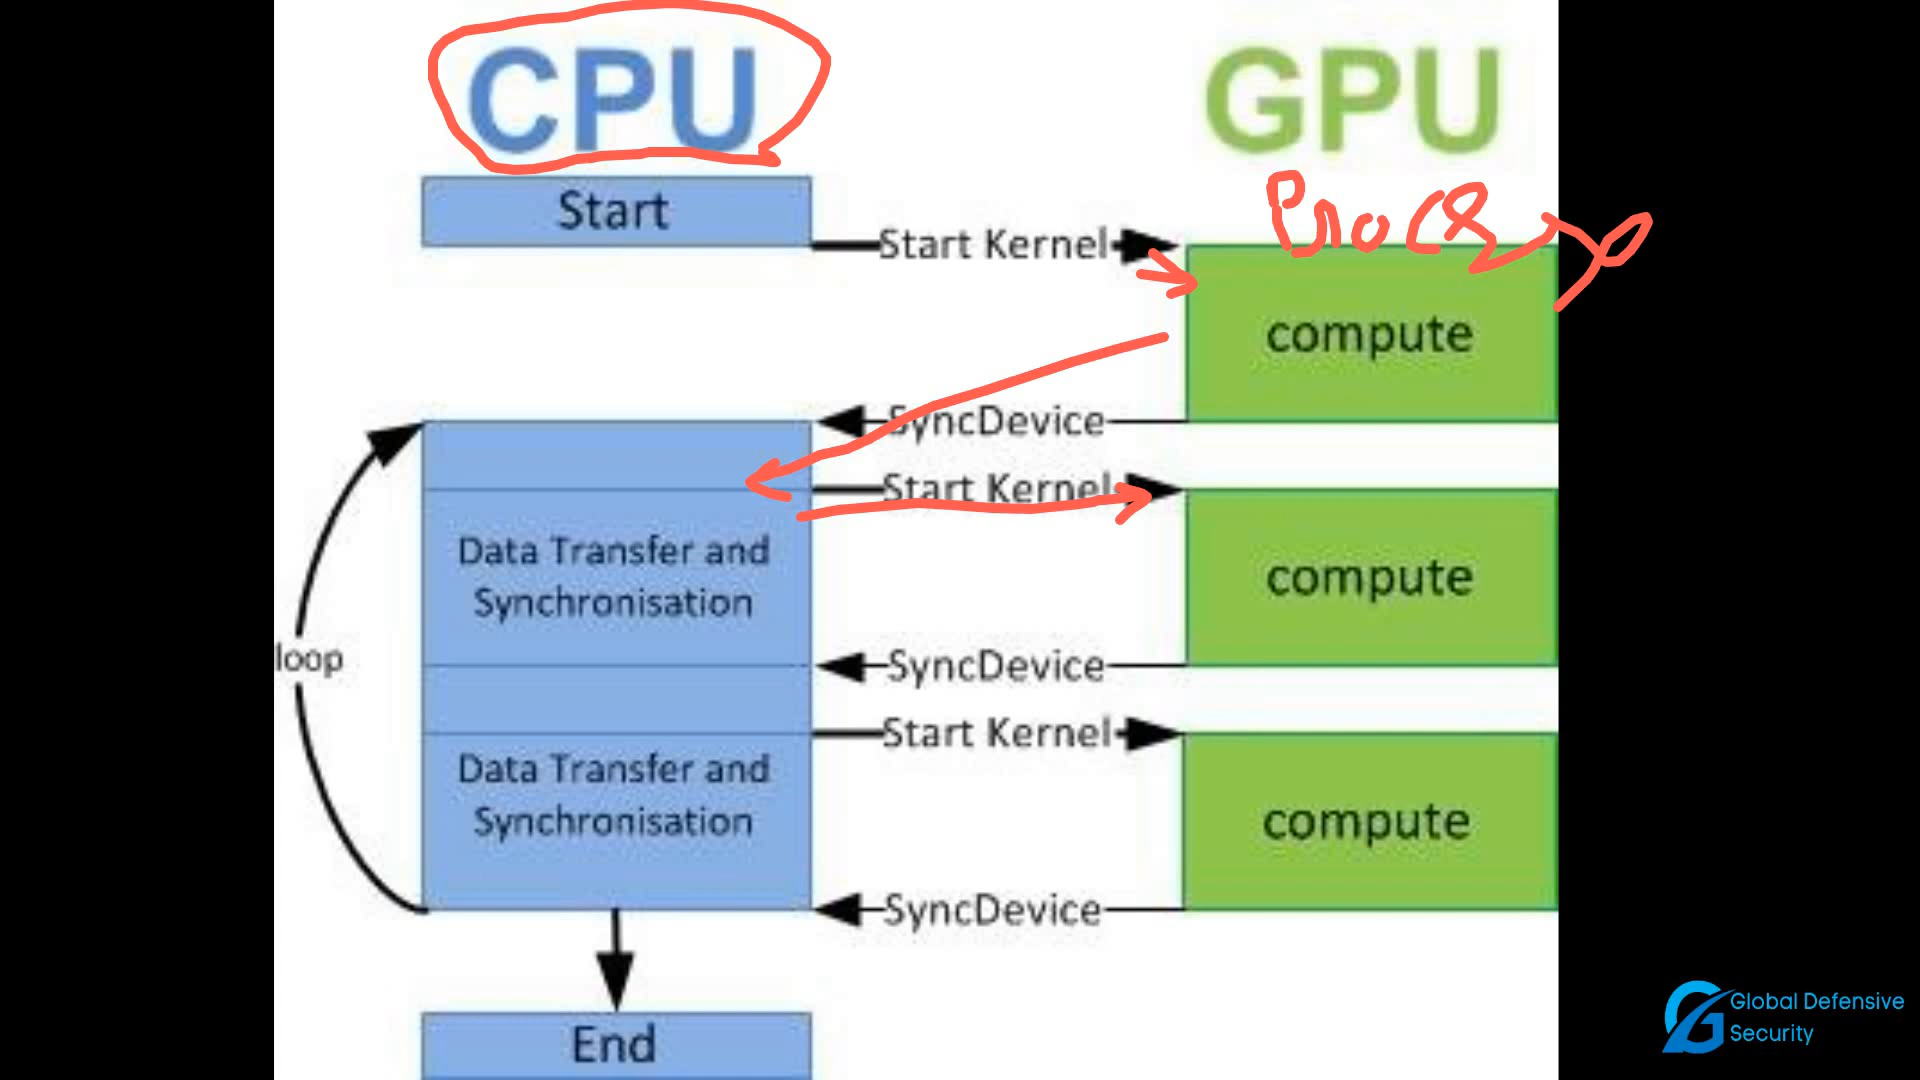 CPU
GPU
Start
Start Kernel
compute
SyncDevice
Start Kernel
Data Transfer and
Synchronisation
compute
loop
SyncDevice
Start Kernel
Data Transfer and
Synchronisation
compute
SyncDevice
End
Global Defensive
Security